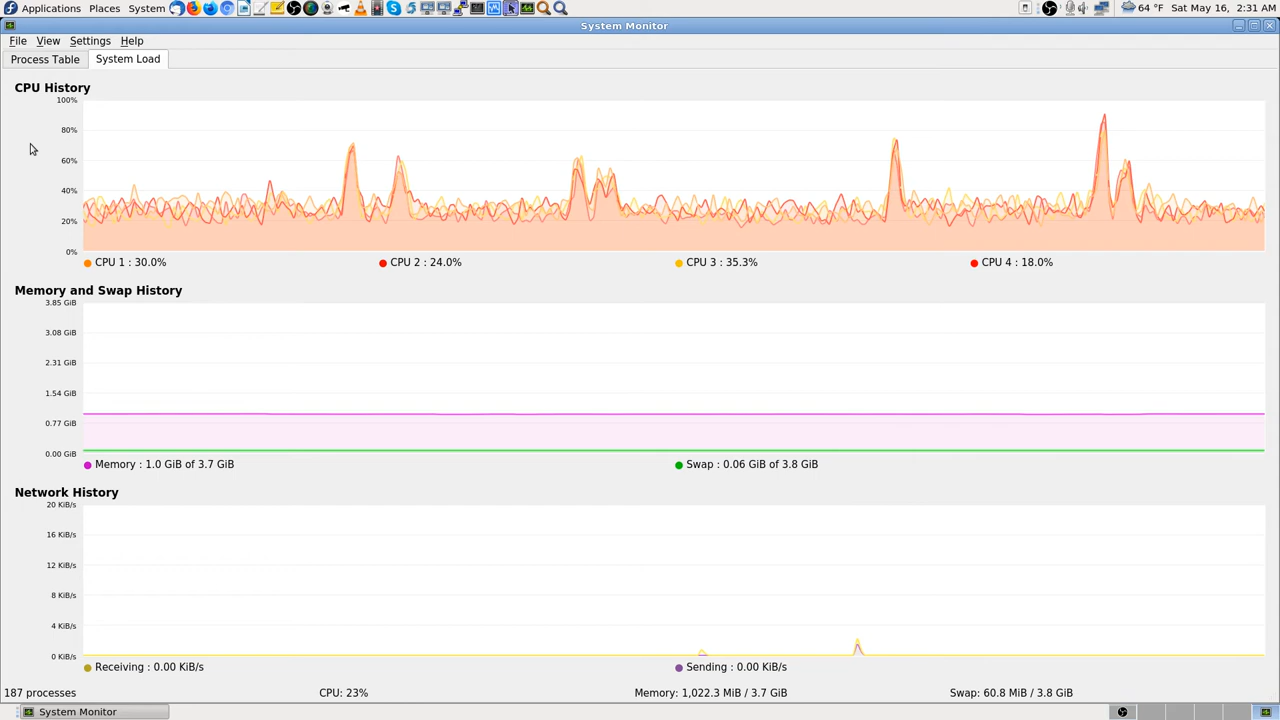 Applications Places System 64 °F Sat May 16, 2:31 AM
System Monitor
File View Settings Help
Process Table System Load
CPU History
100%
80%
60%
40%
20%
0%
CPU 1 : 30.0% CPU 2 : 24.0% CPU 3 : 35.3% CPU 4 : 18.0%
Memory and Swap History
3.85 GiB
3.08 GiB
2.31 GiB
1.54 GiB
0.77 GiB
0.00 GiB
Memory : 1.0 GiB of 3.7 GiB Swap : 0.06 GiB of 3.8 GiB
Network History
20 KiB/s
16 KiB/s
12 KiB/s
8 KiB/s
4 KiB/s
0 KiB/s
Receiving : 0.00 KiB/s Sending : 0.00 KiB/s
187 processes CPU: 23% Memory: 1,022.3 MiB / 3.7 GiB Swap: 60.8 MiB / 3.8 GiB
System Monitor